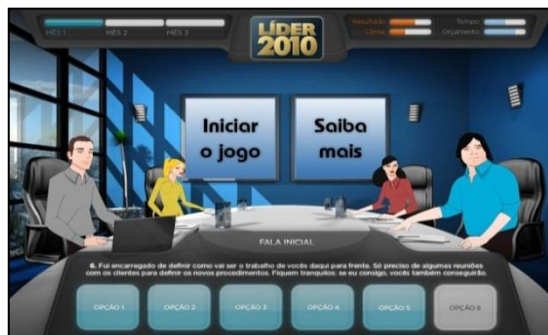 MÊS 1 MÊS 2 MÊS 3
LÍDER
2010
Resultado
Clima
Tempo
Orçamento
Iniciar
o jogo
Saiba
mais
FALA INICIAL
6. Fui encarregado de definir como vai ser o trabalho de vocês daqui para frente. Só preciso de algumas reuniões
com os clientes para definir os novos procedimentos. Fiquem tranquilos: se eu consigo, vocês também conseguirão.
OPÇÃO 1 OPÇÃO 2 OPÇÃO 3 OPÇÃO 4 OPÇÃO 5 OPÇÃO 6